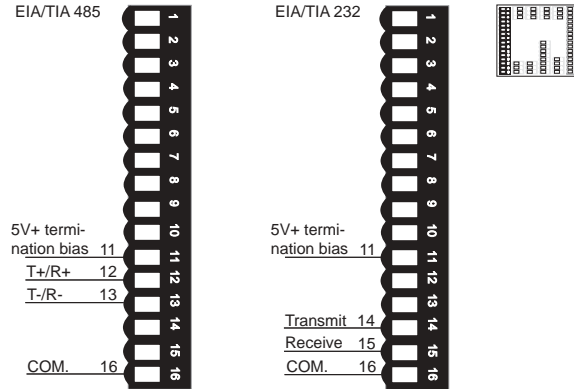 EIA/TIA 485
1
2
3
4
5
6
7
8
9
10
11
12
13
14
15
16
5V+ termi-
nation bias 11
T+/R+ 12
T-/R- 13
COM. 16
EIA/TIA 232
1
2
3
4
5
6
7
8
9
10
11
12
13
14
15
16
5V+ termi-
nation bias 11
Transmit 14
Receive 15
COM. 16